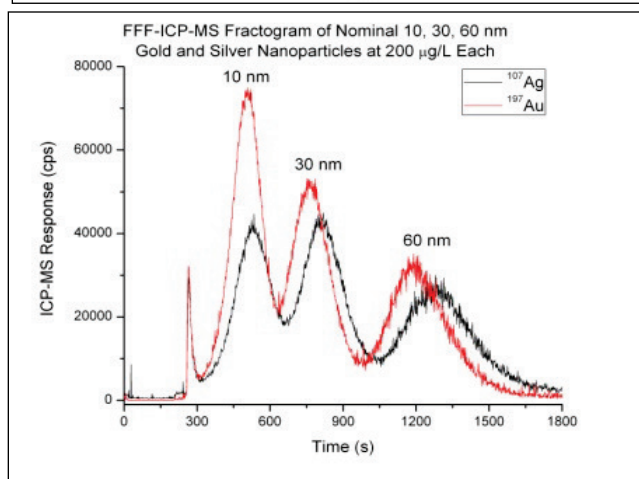 FFF-ICP-MS Fractogram of Nominal 10, 30, 60 nm
Gold and Silver Nanoparticles at 200 μg/L Each
80000
60000
40000
20000
0
ICP-MS Response (cps)
10 nm
30 nm
60 nm
¹⁰⁷Ag
¹⁹⁷Au
0 300 600 900 1200 1500 1800
Time (s)